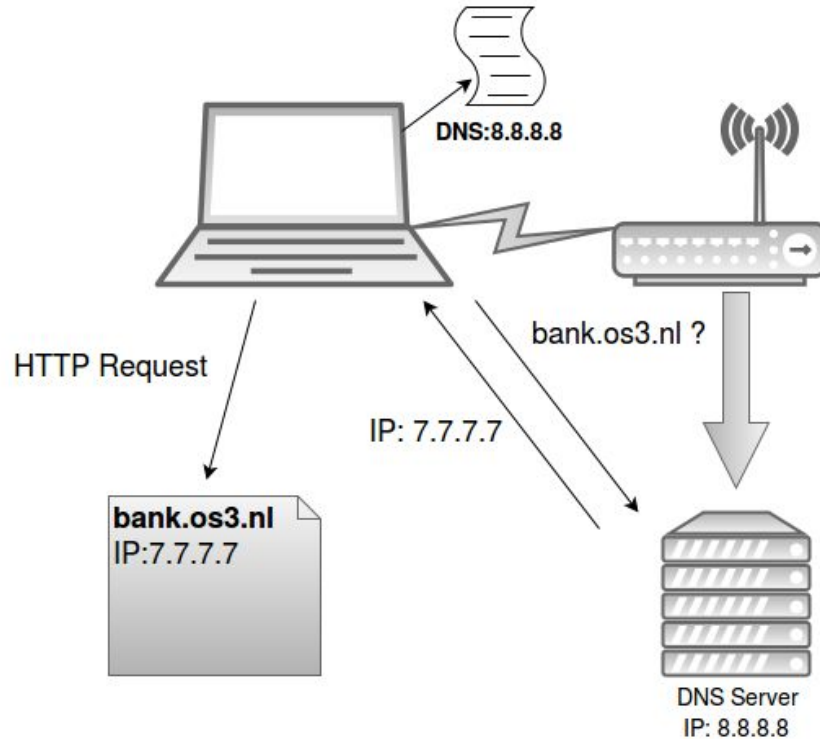 DNS:8.8.8.8
bank.os3.nl ?
HTTP Request
IP: 7.7.7.7
bank.os3.nl
IP:7.7.7.7
DNS Server
IP: 8.8.8.8